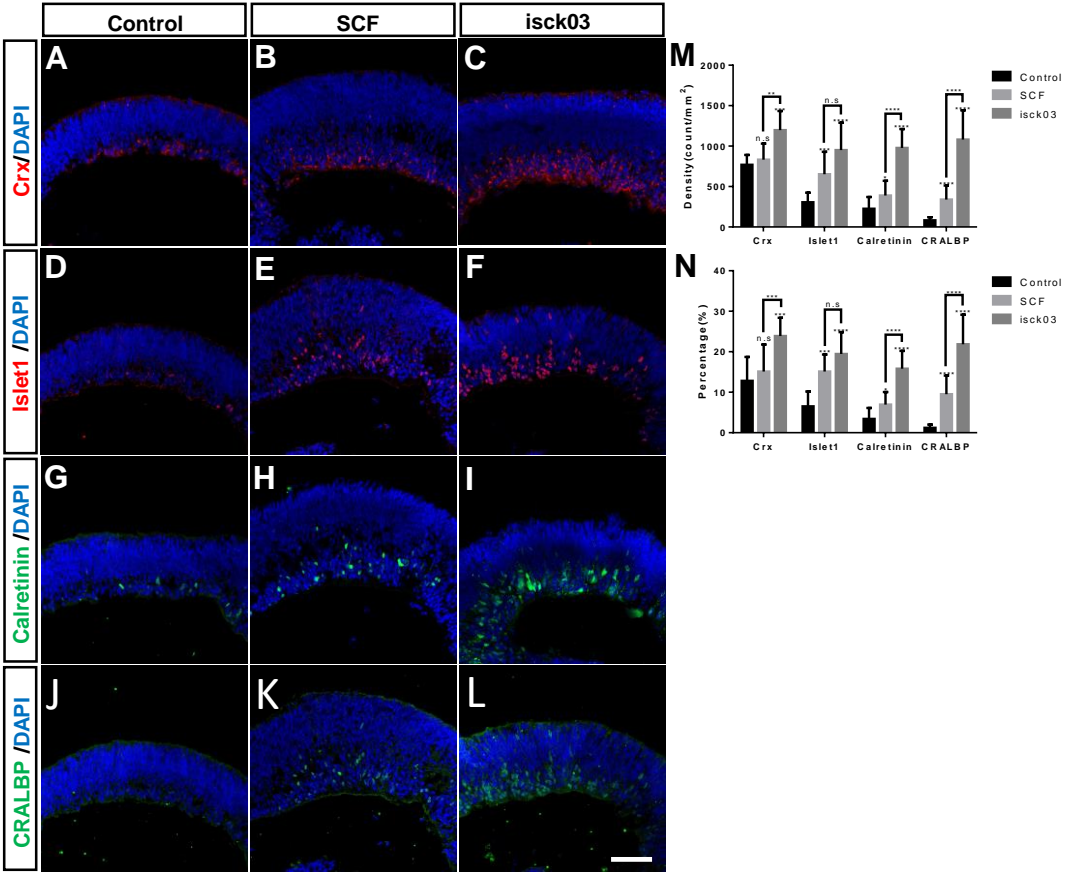 Control
SCF
isck03
Crx/DAPI
A
B
C
Islet1 /DAPI
D
E
F
Calretinin /DAPI
G
H
I
CRALBP /DAPI
J
K
L
M
2000
1500
1000
500
0
Density(count/mm²)
n.s
**
***
***
****
n.s
*
****
****
****
****
****
Crx
Islet1
Calretinin
CRALBP
Control
SCF
isck03
N
40
30
20
10
0
Percentage(%)
n.s
***
***
***
****
n.s
*
****
****
****
****
****
Crx
Islet1
Calretinin
CRALBP
Control
SCF
isck03